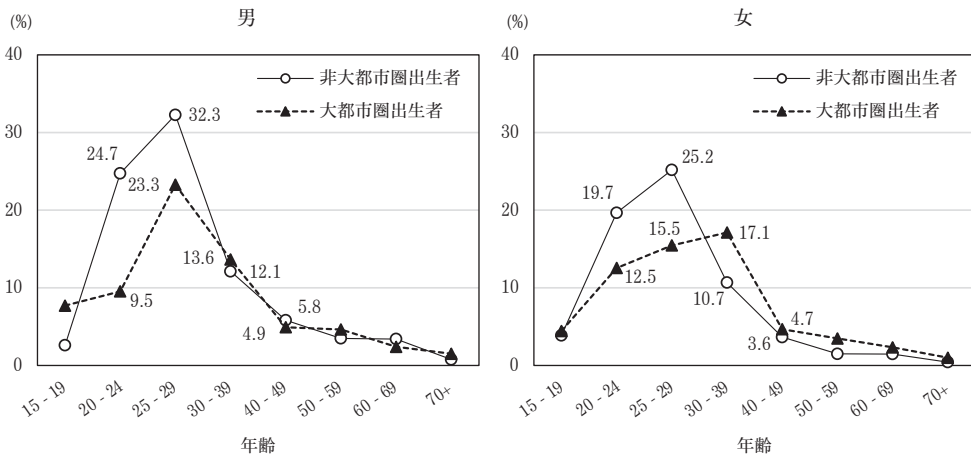 男
(%)
40
30
20
10
0
非大都市圏出生者
大都市圏出生者
24.7
32.3
23.3
9.5
13.6
12.1
4.9
5.8
15 - 19
20 - 24
25 - 29
30 - 39
40 - 49
50 - 59
60 - 69
70+
年齢
女
(%)
40
30
20
10
0
非大都市圏出生者
大都市圏出生者
19.7
25.2
12.5
15.5
17.1
10.7
3.6
4.7
15 - 19
20 - 24
25 - 29
30 - 39
40 - 49
50 - 59
60 - 69
70+
年齢